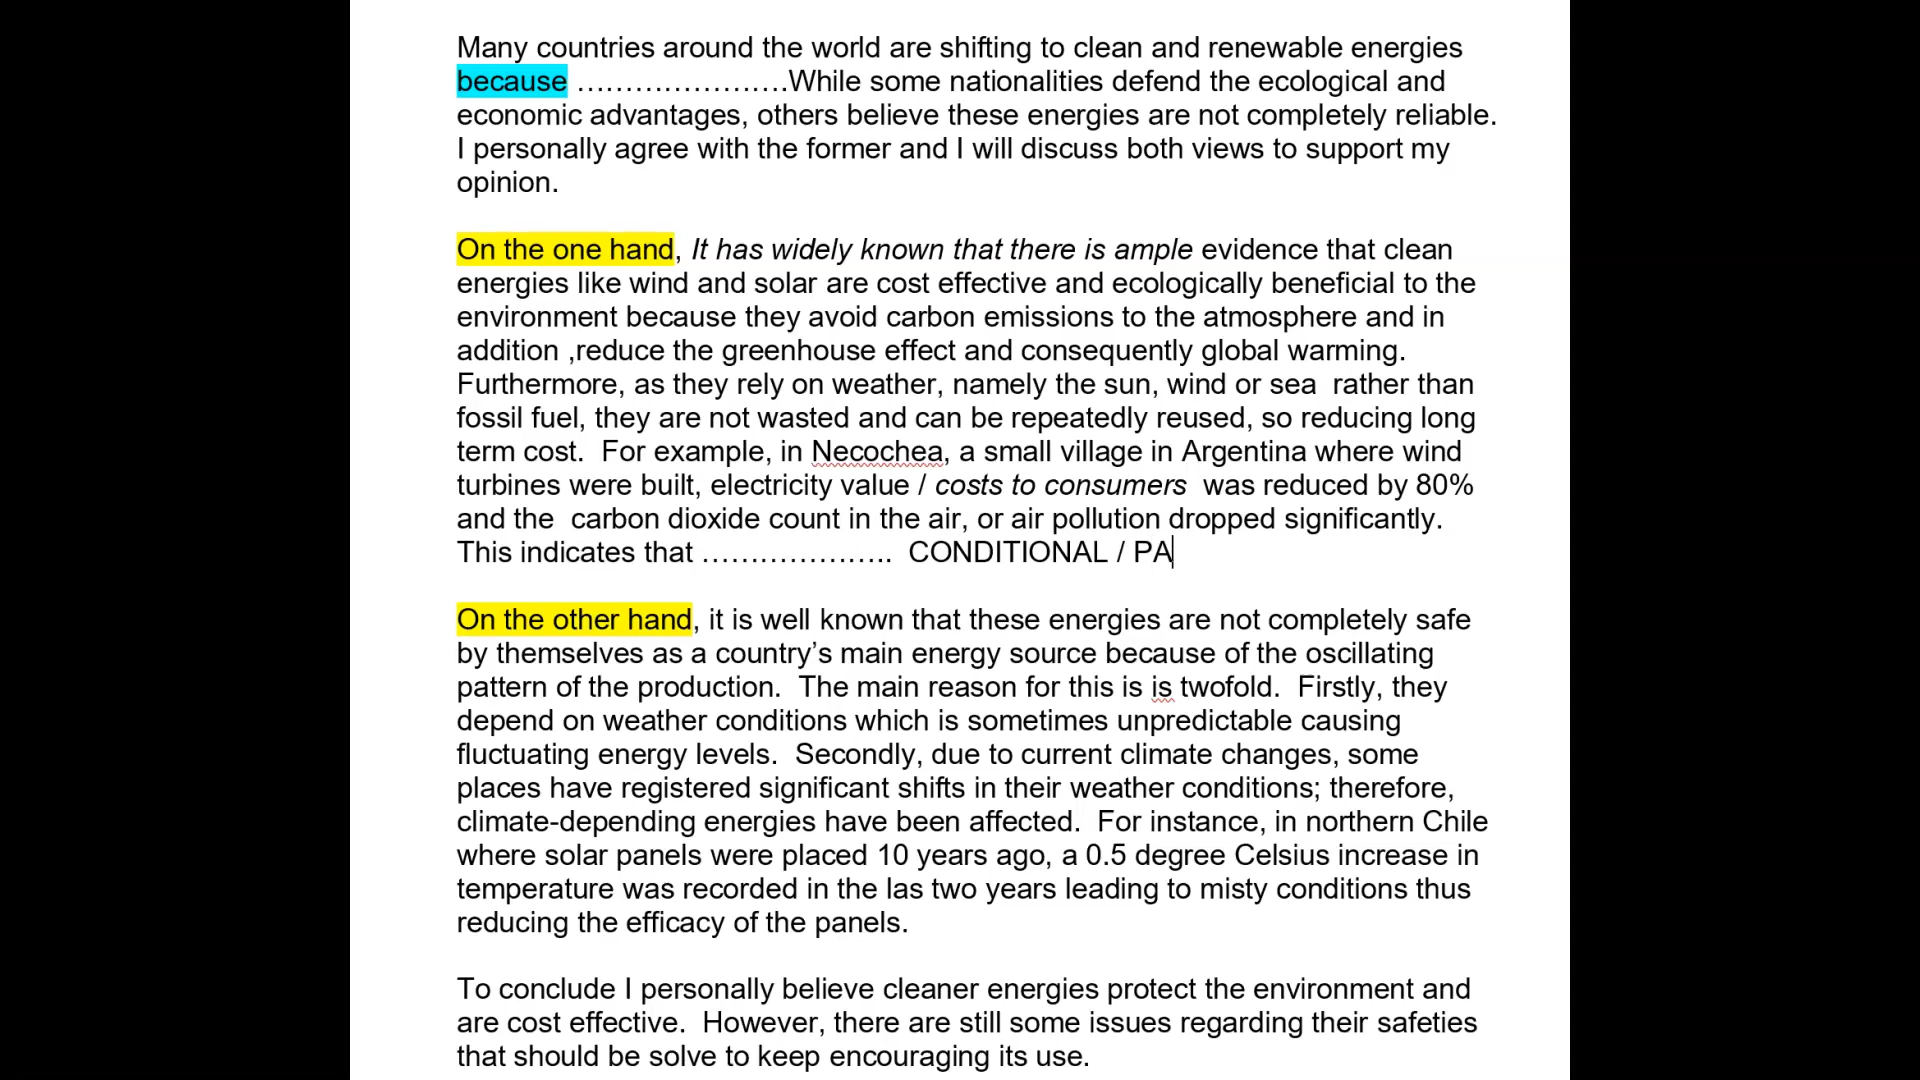 Many countries around the world are shifting to clean and renewable energies
because ………………….While some nationalities defend the ecological and
economic advantages, others believe these energies are not completely reliable.
I personally agree with the former and I will discuss both views to support my
opinion.
On the one hand, It has widely known that there is ample evidence that clean
energies like wind and solar are cost effective and ecologically beneficial to the
environment because they avoid carbon emissions to the atmosphere and in
addition ,reduce the greenhouse effect and consequently global warming.
Furthermore, as they rely on weather, namely the sun, wind or sea  rather than
fossil fuel, they are not wasted and can be repeatedly reused, so reducing long
term cost.  For example, in Necochea, a small village in Argentina where wind
turbines were built, electricity value / costs to consumers  was reduced by 80%
and the  carbon dioxide count in the air, or air pollution dropped significantly.
This indicates that ………………..  CONDITIONAL / PA
On the other hand, it is well known that these energies are not completely safe
by themselves as a country’s main energy source because of the oscillating
pattern of the production.  The main reason for this is is twofold.  Firstly, they
depend on weather conditions which is sometimes unpredictable causing
fluctuating energy levels.  Secondly, due to current climate changes, some
places have registered significant shifts in their weather conditions; therefore,
climate-depending energies have been affected.  For instance, in northern Chile
where solar panels were placed 10 years ago, a 0.5 degree Celsius increase in
temperature was recorded in the las two years leading to misty conditions thus
reducing the efficacy of the panels.
To conclude I personally believe cleaner energies protect the environment and
are cost effective.  However, there are still some issues regarding their safeties
that should be solve to keep encouraging its use.